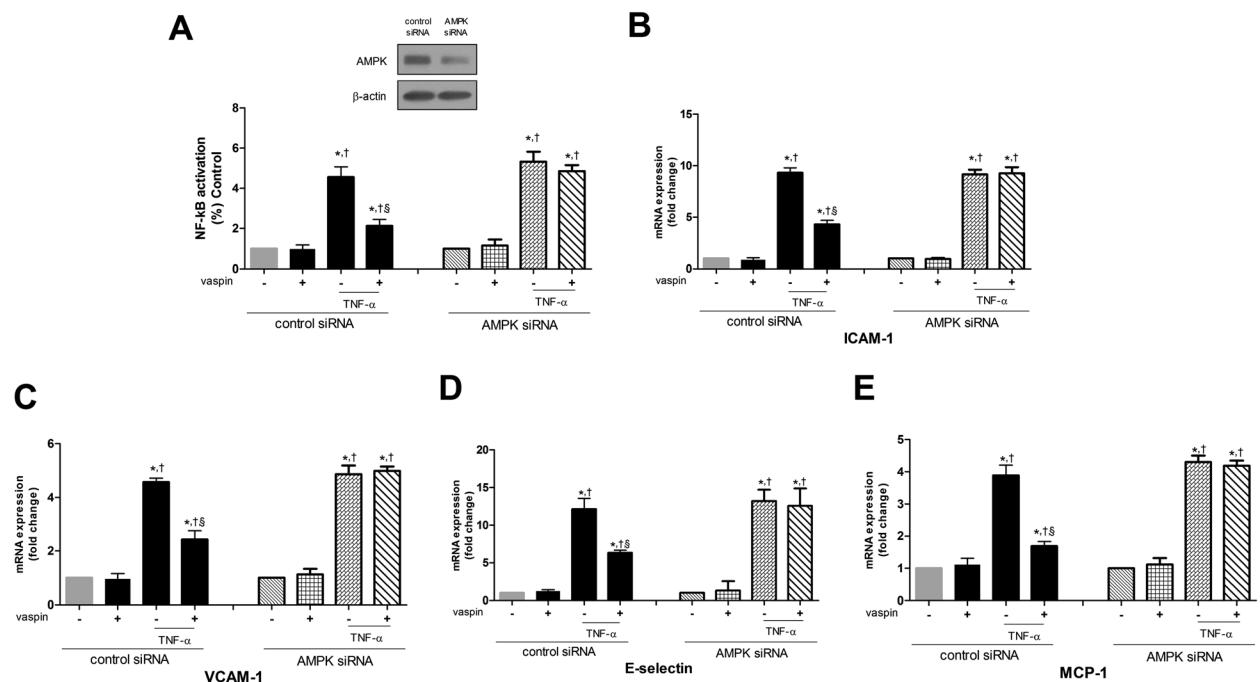 A
control siRNA
AMPK siRNA
AMPK
β-actin
NF-kB activation
(%) Control
8
6
4
2
0
*,†
*,†§
*,†
*,†
vaspin
- + - + - + - +
TNF-α
TNF-α
control siRNA
AMPK siRNA
B
mRNA expression
(fold change)
15
10
5
0
*,†
*,†§
*,†
*,†
vaspin
- + - + - + - +
TNF-α
TNF-α
control siRNA
AMPK siRNA
ICAM-1
C
mRNA expression
(fold change)
6
4
2
0
*,†
*,†§
*,†
*,†
vaspin
- + - + - + - +
TNF-α
TNF-α
control siRNA
AMPK siRNA
VCAM-1
D
mRNA expression
(fold change)
20
15
10
5
0
*,†
*,†§
*,†
*,†
vaspin
- + - + - + - +
TNF-α
TNF-α
control siRNA
AMPK siRNA
E-selectin
E
mRNA expression
(fold change)
5
4
3
2
1
0
*,†
*,†§
*,†
*,†
vaspin
- + - + - + - +
TNF-α
TNF-α
control siRNA
AMPK siRNA
MCP-1